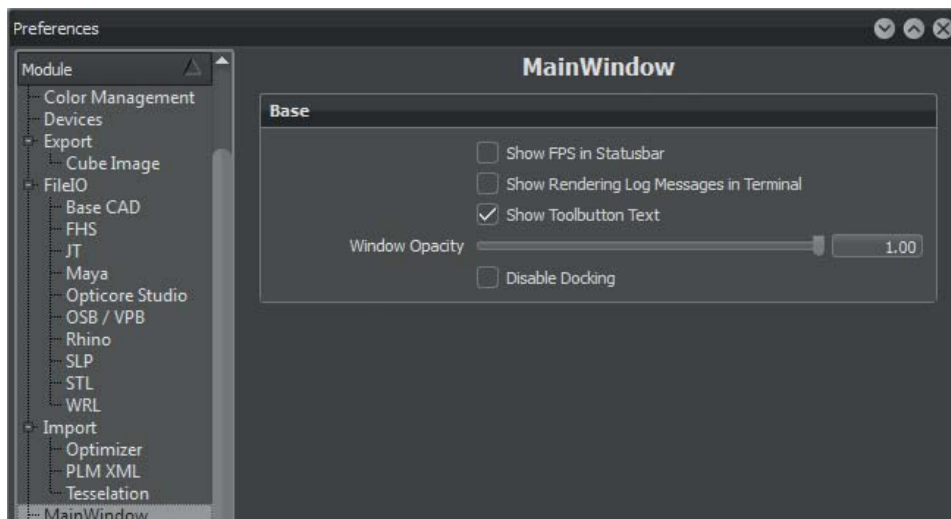 Preferences
Module
Color Management
Devices
Export
Cube Image
FileIO
Base CAD
FHS
JT
Maya
Opticore Studio
OSB / VPB
Rhino
SLP
STL
WRL
Import
Optimizer
PLM XML
Tesselation
MainWindow
MainWindow
Base
Show FPS in Statusbar
Show Rendering Log Messages in Terminal
Show Toolbutton Text
Window Opacity 1.00
Disable Docking